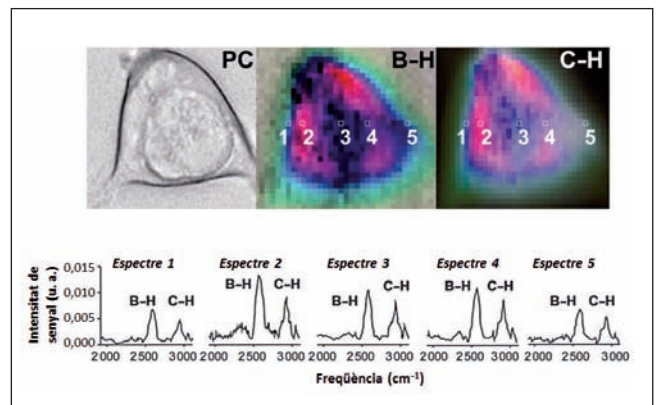 PC B–H C–H
1 2 3 4 5 1 2 3 4 5
Espectre 1 Espectre 2 Espectre 3 Espectre 4 Espectre 5
Intensitat de senyal (u. a.)
0,015
0,010
0,005
0,000
B–H C–H B–H C–H B–H C–H B–H C–H B–H C–H
2000 2500 3000 2000 2500 3000 2000 2500 3000 2000 2500 3000 2000 2500 3000
Freqüència (cm⁻¹)